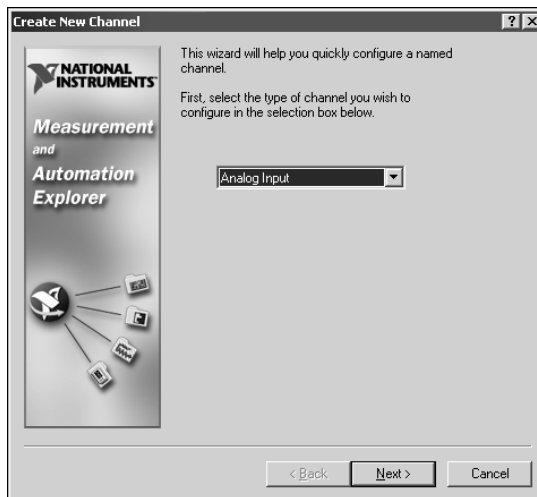 Create New Channel
NATIONAL
INSTRUMENTS
Measurement
and
Automation
Explorer
This wizard will help you quickly configure a named
channel.
First, select the type of channel you wish to
configure in the selection box below.
Analog Input
< Back
Next >
Cancel